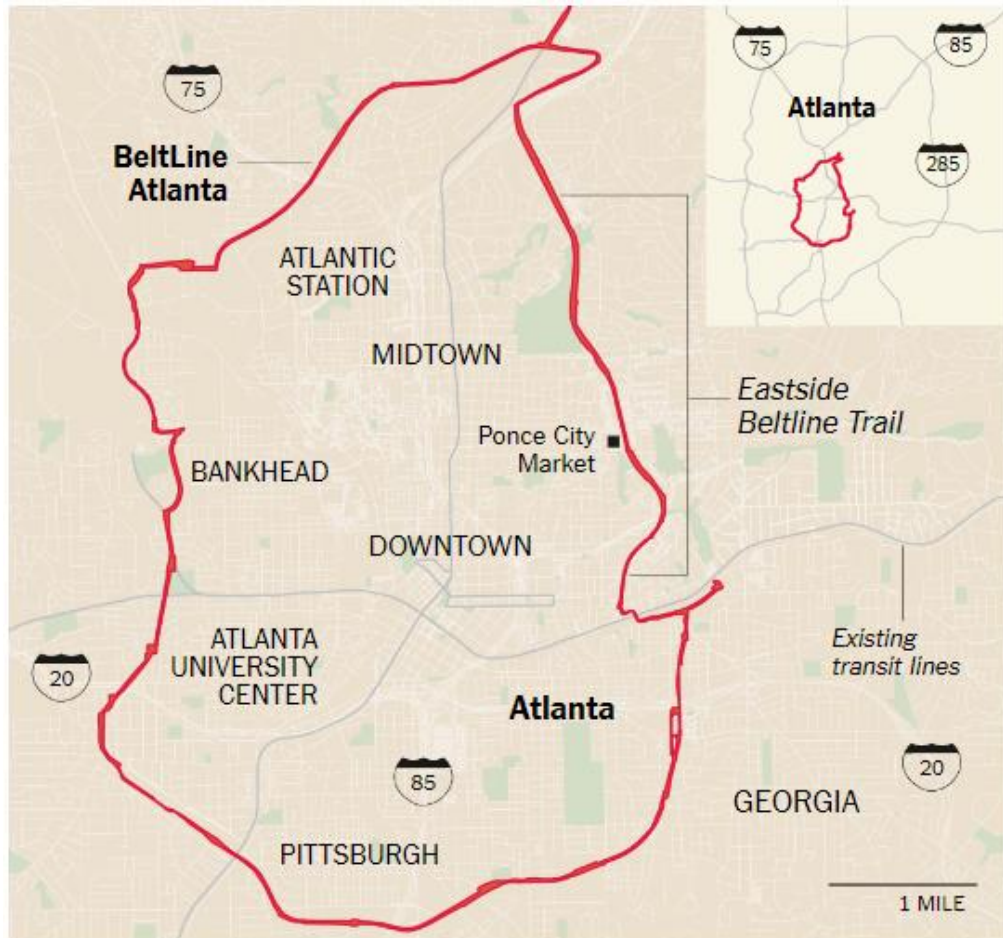 75
BeltLine
Atlanta
ATLANTIC
STATION
MIDTOWN
Ponce City
Market
BANKHEAD
DOWNTOWN
ATLANTA
UNIVERSITY
CENTER
20
Atlanta
85
PITTSBURGH
75
85
Atlanta
285
Eastside
Beltline Trail
Existing
transit lines
20
GEORGIA
1 MILE